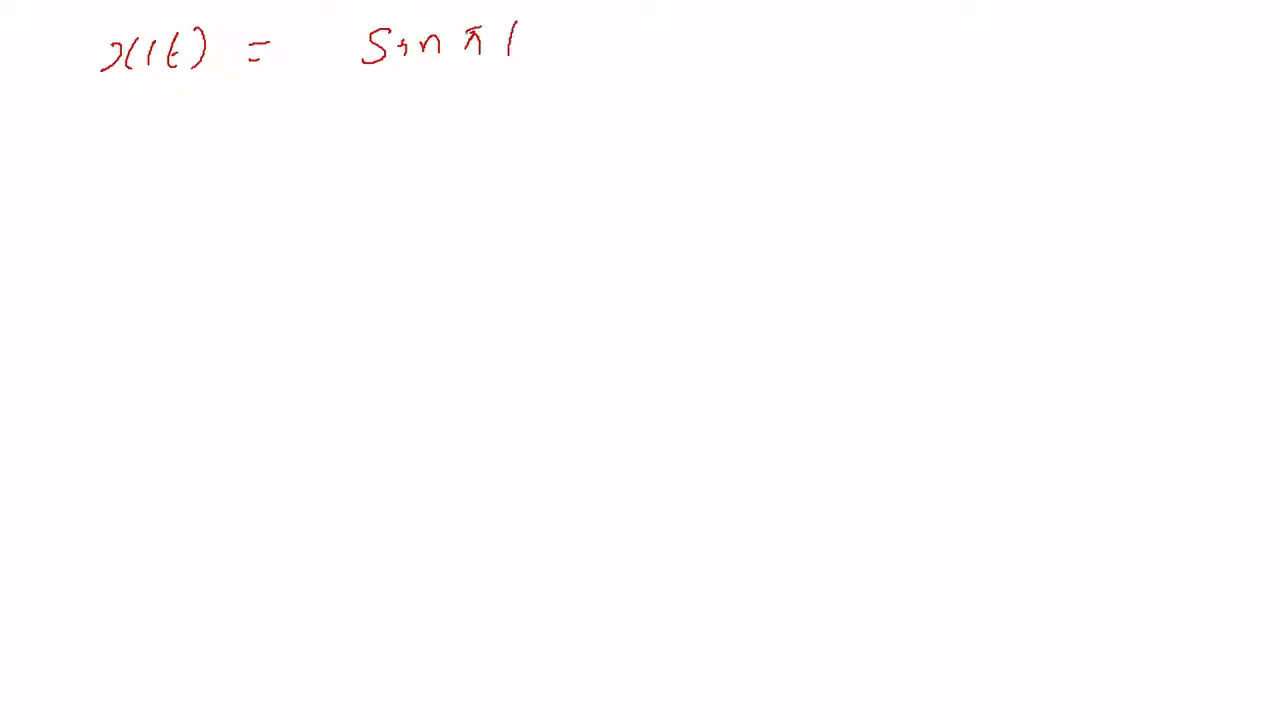 x(t) = Sin π